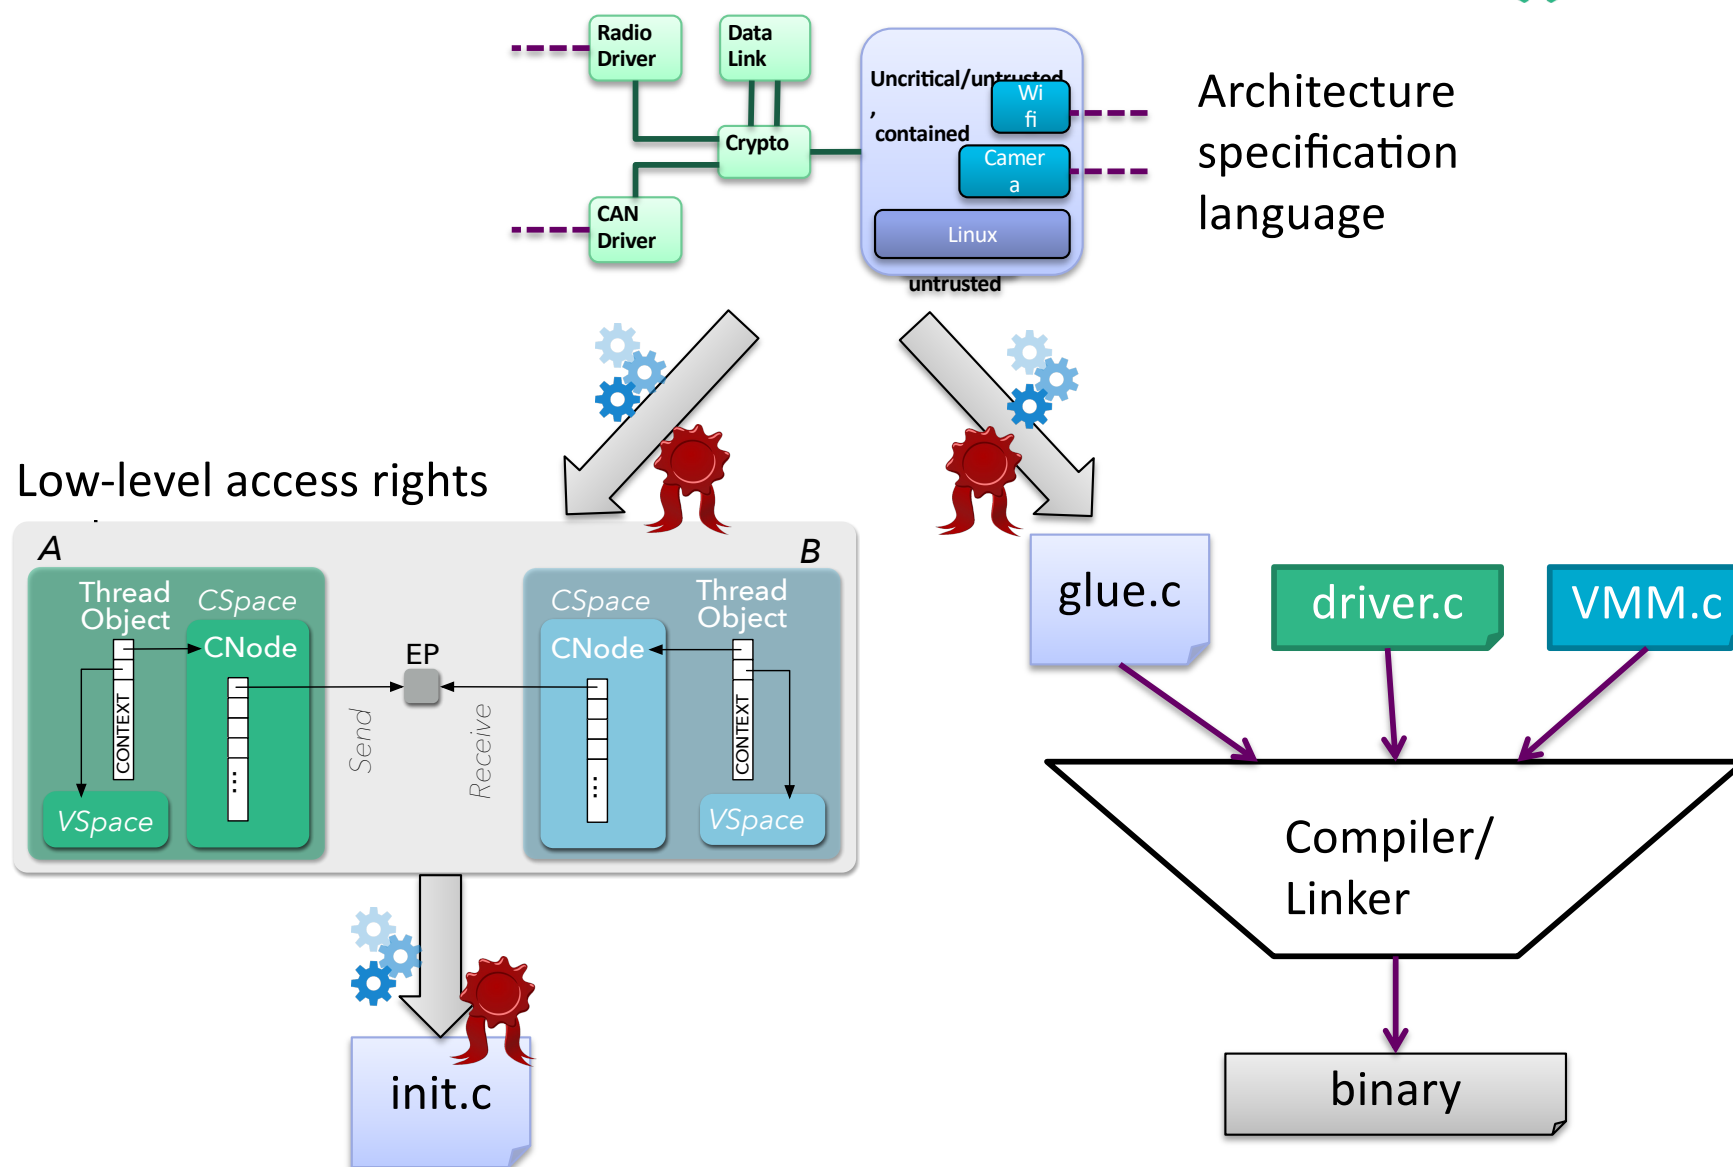 Radio
Driver
Data
Link
Crypto
CAN
Driver
Uncritical/untrusted
,
contained
Wi
fi
Camer
a
Linux
untrusted
Architecture
specification
language
Low-level access rights
A
B
Thread
Object
CSpace
CNode
CONTEXT
...
VSpace
EP
Send
Receive
CSpace
CNode
...
Thread
Object
CONTEXT
VSpace
glue.c
driver.c
VMM.c
Compiler/
Linker
binary
init.c